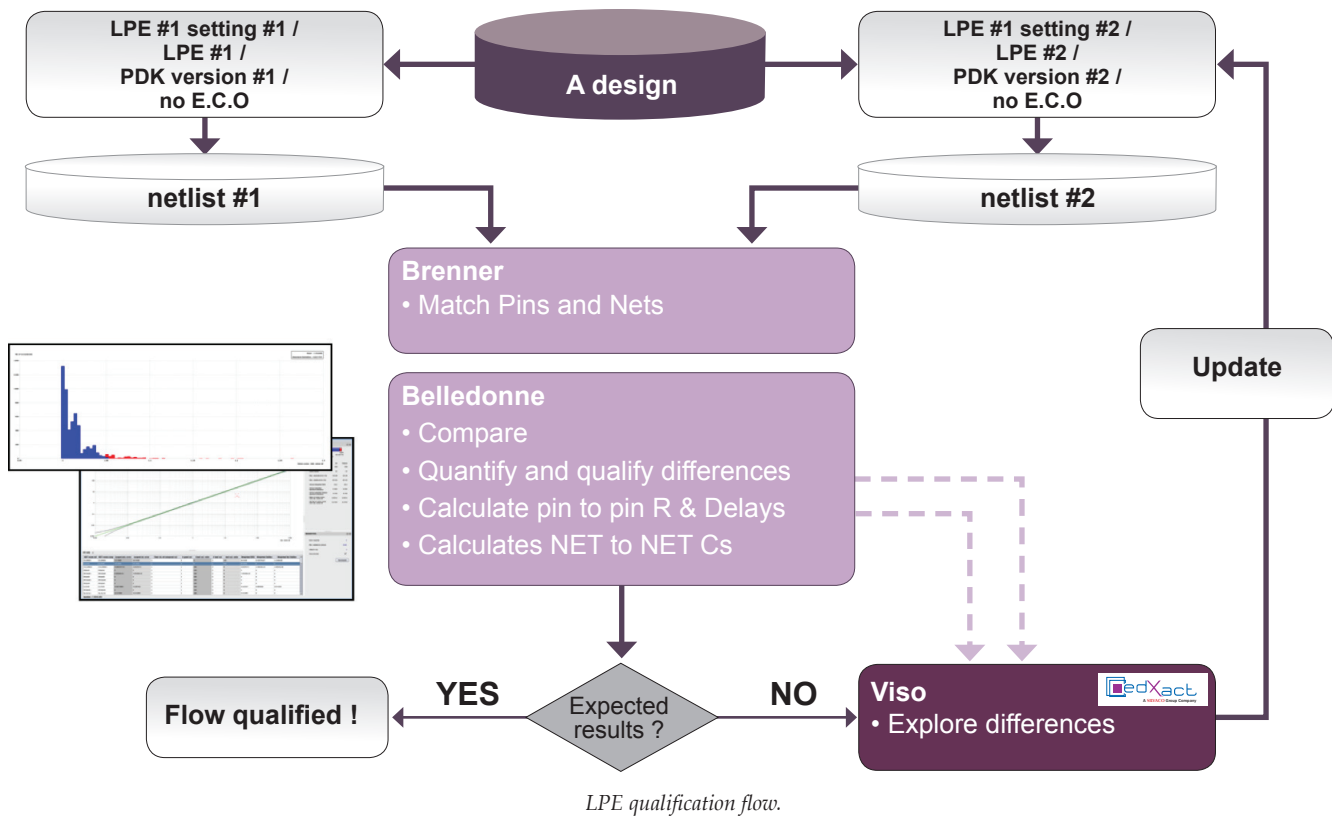 LPE #1 setting #1 /
LPE #1 /
PDK version #1 /
no E.C.O
A design
LPE #1 setting #2 /
LPE #2 /
PDK version #2 /
no E.C.O
netlist #1
netlist #2
Brenner
• Match Pins and Nets
Update
Belledonne
• Compare
• Quantify and qualify differences
• Calculate pin to pin R & Delays
• Calculates NET to NET Cs
YES
NO
Flow qualified !
Expected
results ?
Viso
edXact
A SILVACO Group Company
• Explore differences
LPE qualification flow.